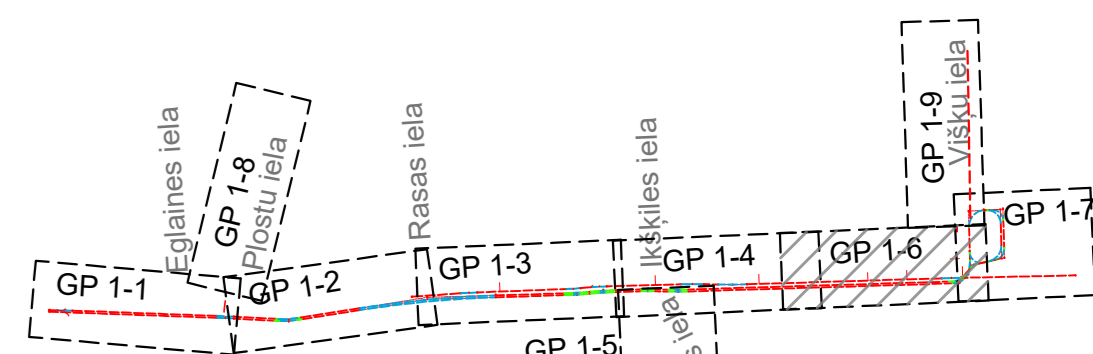 Eglaines iela
GP 1-8
Plostu iela
Rasas iela
Ikšķiles iela
GP 1-9
Višķu iela
GP 1-1
GP 1-2
GP 1-3
GP 1-4
GP 1-6
GP 1-7
GP 1-5
s iela